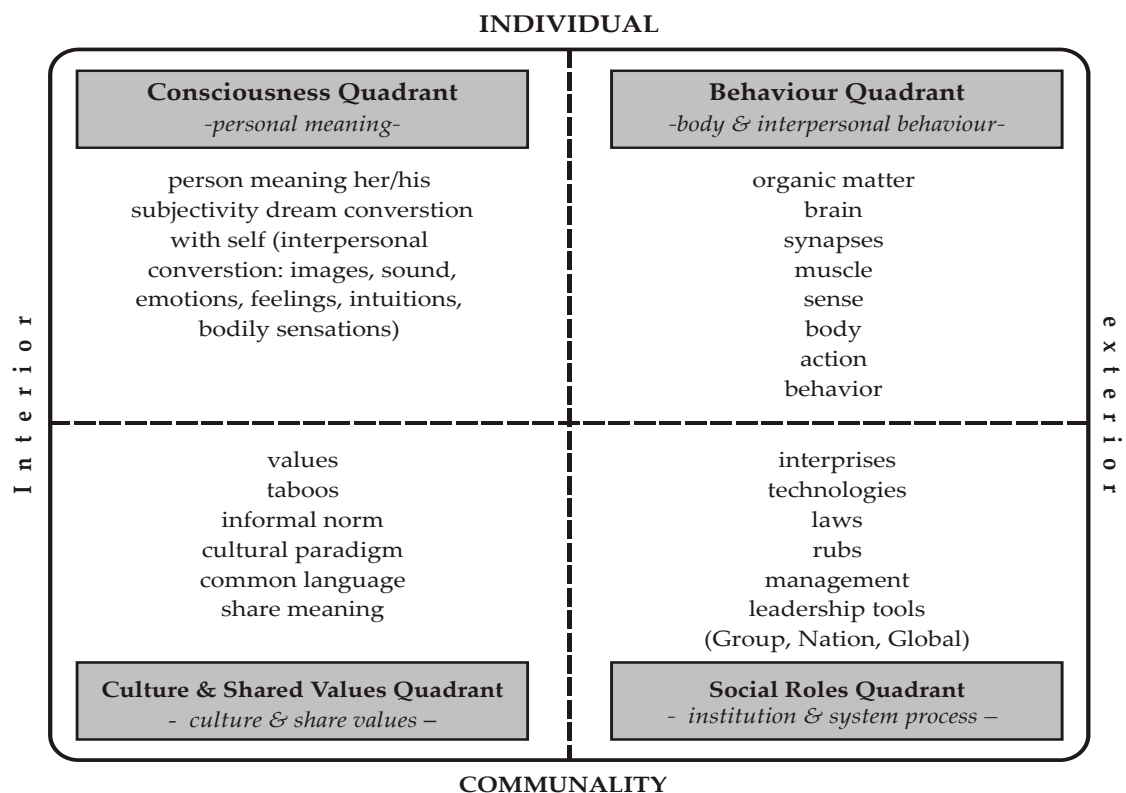 INDIVIDUAL
Consciousness Quadrant
-personal meaning-
person meaning her/his
subjectivity dream converstion
with self (interpersonal
converstion: images, sound,
emotions, feelings, intuitions,
bodily sensations)
Behaviour Quadrant
-body & interpersonal behaviour-
organic matter
brain
synapses
muscle
sense
body
action
behavior
Interior
exterior
values
taboos
informal norm
cultural paradigm
common language
share meaning
Culture & Shared Values Quadrant
- culture & share values –
interprises
technologies
laws
rubs
management
leadership tools
(Group, Nation, Global)
Social Roles Quadrant
- institution & system process –
COMMUNALITY